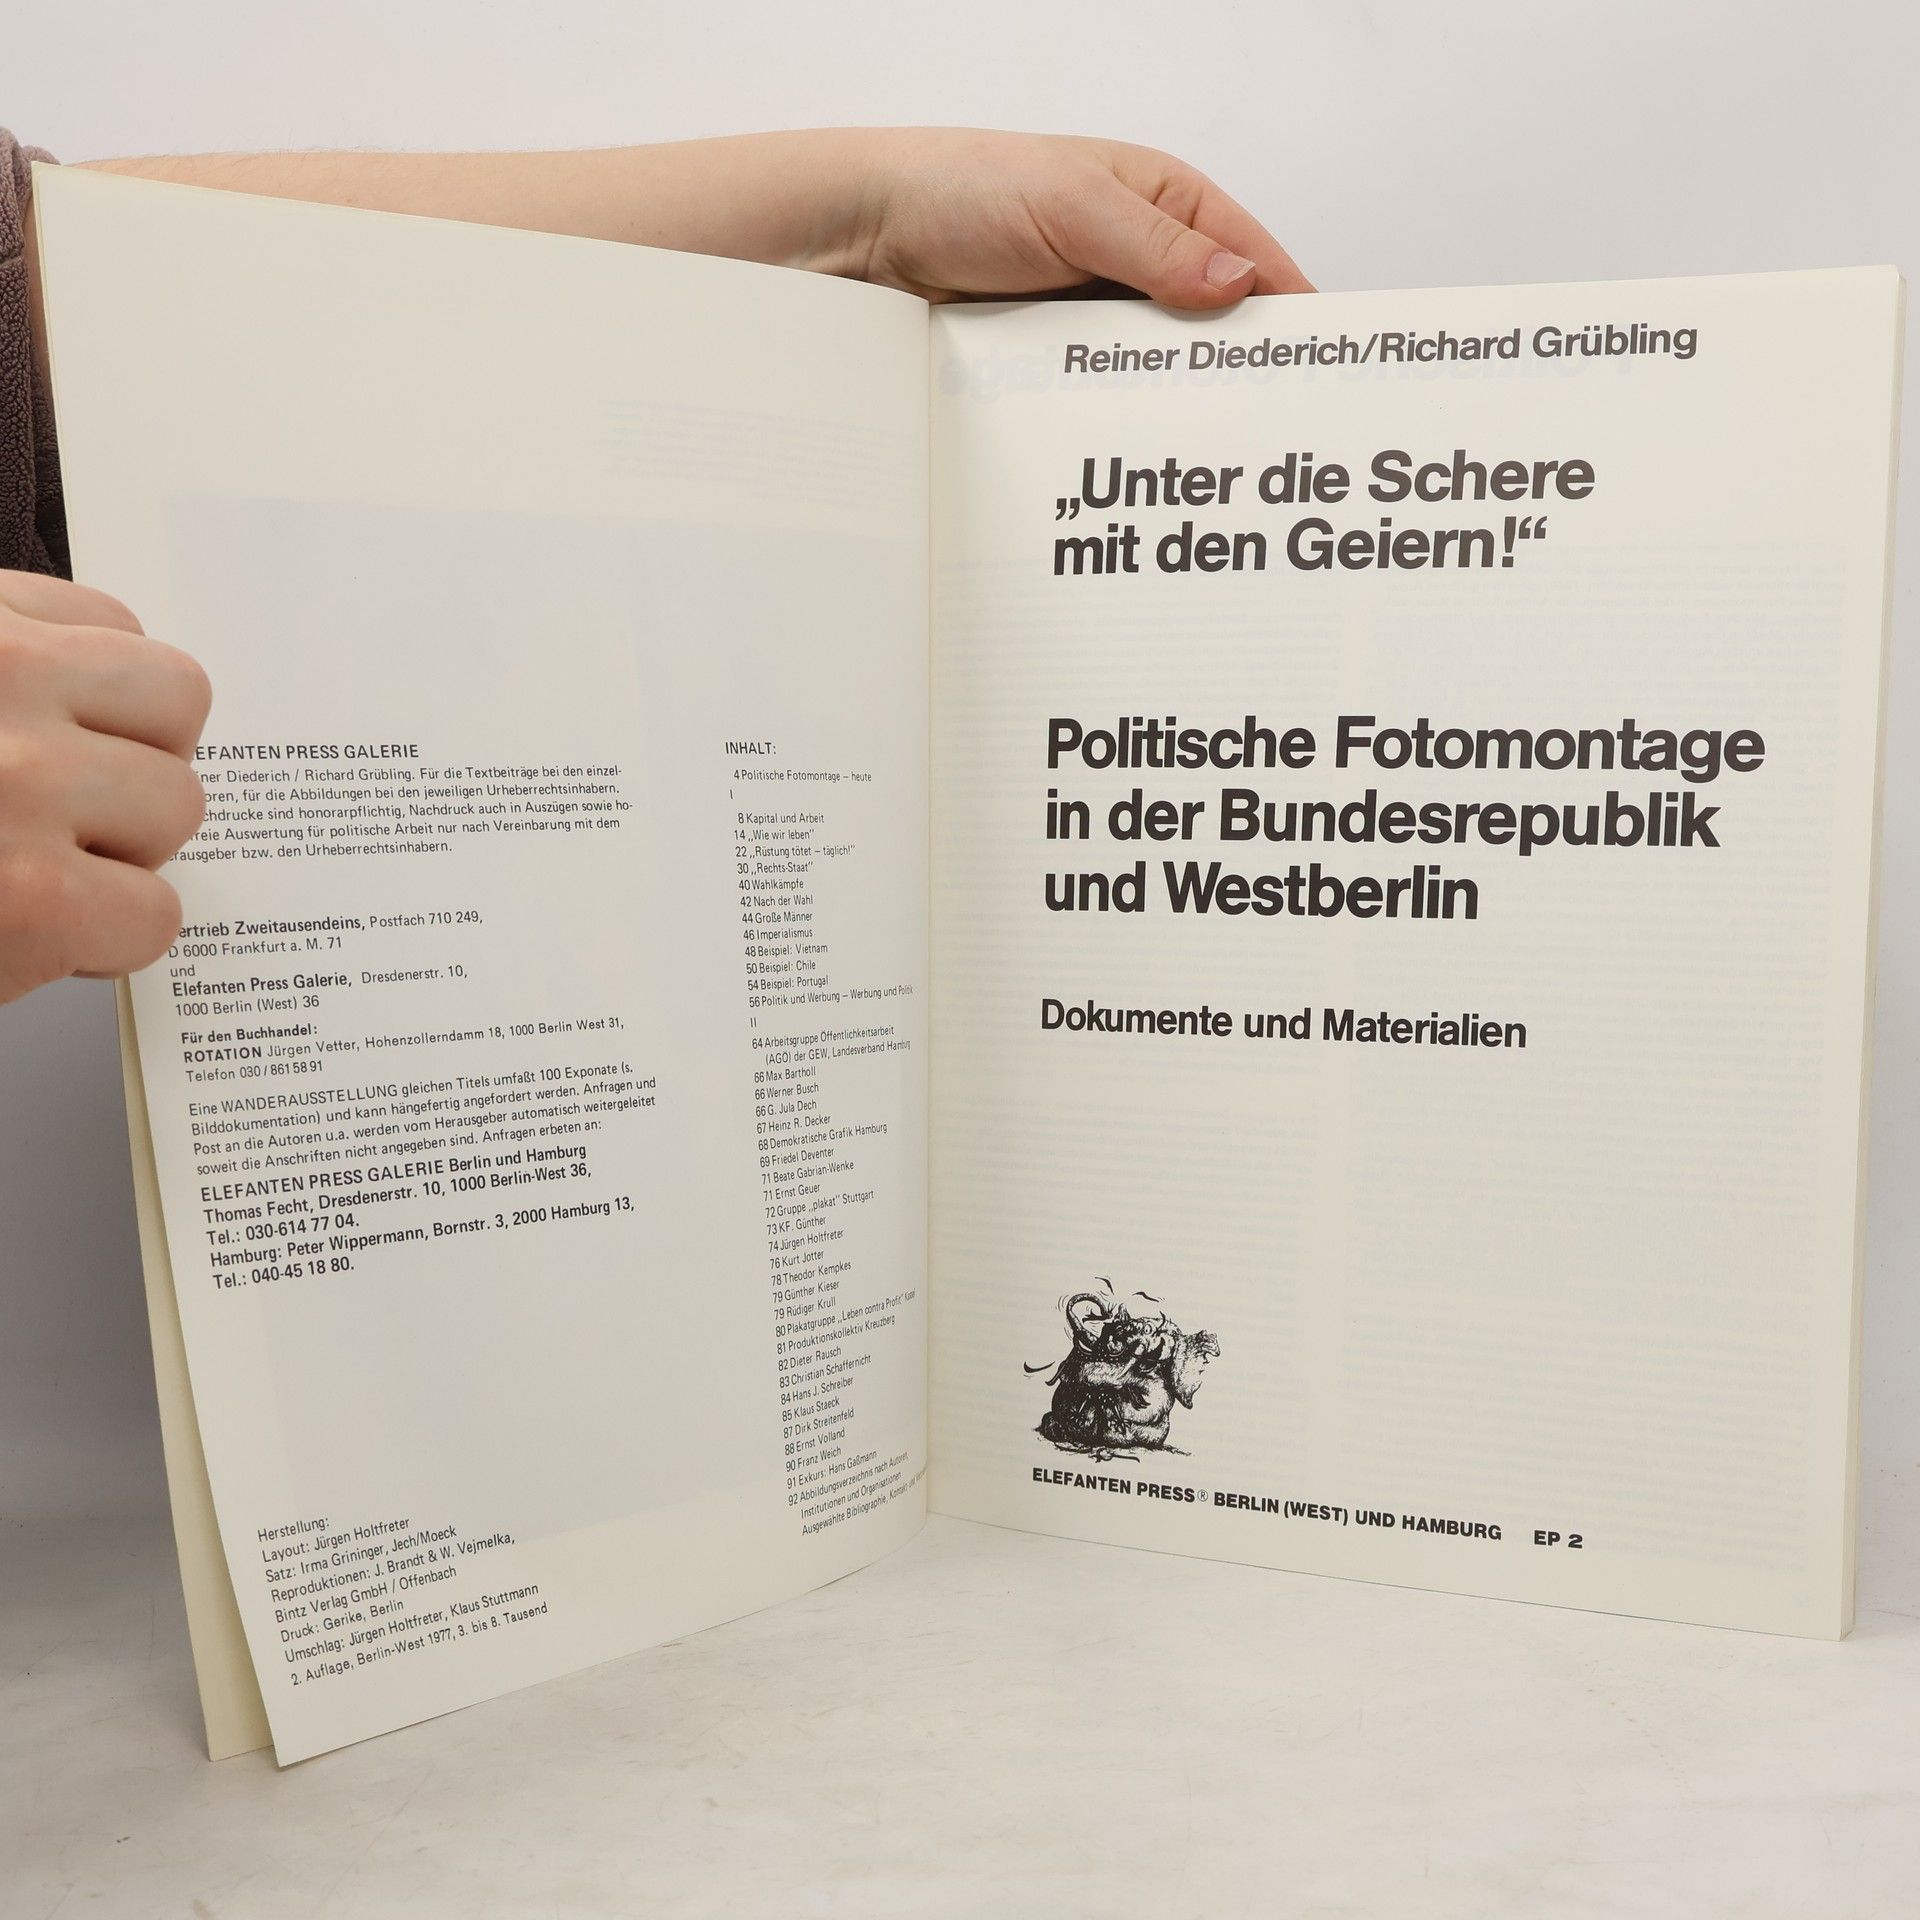 EFANTEN PRESS GALERIE
ner Diederich / Richard Grübling. Für die Textbeiträge bei den einzel-
oren, für die Abbildungen bei den jeweiligen Urheberrechtsinhabern.
chdrucke sind honorarpflichtig, Nachdruck auch in Auszügen sowie ho-
reie Auswertung für politische Arbeit nur nach Vereinbarung mit dem
rausgeber bzw. den Urheberrechtsinhabern.
ertrieb Zweitausendeins, Postfach 710 249,
D 6000 Frankfurt a. M. 71
und
Elefanten Press Galerie, Dresdenerstr. 10,
1000 Berlin (West) 36
Für den Buchhandel:
ROTATION Jürgen Vetter, Hohenzollerndamm 18, 1000 Berlin West 31,
Telefon 030/861 58 91
Eine WANDERAUSSTELLUNG gleichen Titels umfaßt 100 Exponate (s.
Bilddokumentation) und kann hängefertig angefordert werden. Anfragen und
Post an die Autoren u.a. werden vom Herausgeber automatisch weitergeleitet
soweit die Anschriften nicht angegeben sind. Anfragen erbeten an:
ELEFANTEN PRESS GALERIE Berlin und Hamburg
Thomas Fecht, Dresdenerstr. 10, 1000 Berlin-West 36,
Tel.: 030-614 77 04.
Hamburg: Peter Wippermann, Bornstr. 3, 2000 Hamburg 13,
Tel.: 040-45 18 80.
Herstellung:
Layout: Jürgen Holtfreter
Satz: Irma Grininger, Jech/Moeck
Reproduktionen: J. Brandt & W. Vejmelka,
Bintz Verlag GmbH / Offenbach
Druck: Gerike, Berlin
Umschlag: Jürgen Holtfreter, Klaus Stuttmann
2. Auflage, Berlin-West 1977, 3. bis 8. Tausend
INHALT:
4 Politische Fotomontage – heute
I
8 Kapital und Arbeit
14 „Wie wir leben"
22 „Rüstung tötet – täglich!"
30 „Rechts-Staat"
40 Wahlkämpfe
42 Nach der Wahl
44 Große Männer
46 Imperialismus
48 Beispiel: Vietnam
50 Beispiel: Chile
54 Beispiel: Portugal
56 Politik und Werbung – Werbung und Politik
II
64 Arbeitsgruppe Öffentlichkeitsarbeit
(AGÖ) der GEW, Landesverband Hamburg
66 Max Bartholl
66 Werner Busch
66 G. Jula Dech
67 Heinz R. Decker
68 Demokratische Grafik Hamburg
69 Friedel Deventer
71 Beate Gabrian-Wenke
71 Ernst Geuer
72 Gruppe „plakat" Stuttgart
73 KF. Günther
74 Jürgen Holtfreter
76 Kurt Jotter
78 Theodor Kempkes
79 Günther Kieser
79 Rüdiger Krull
80 Plakatgruppe „Leben contra Profit" Kassel
81 Produktionskollektiv Kreuzberg
82 Dieter Rausch
83 Christian Schaffernicht
84 Hans J. Schreiber
85 Klaus Staeck
87 Dirk Streitenfeld
88 Ernst Volland
90 Franz Weich
91 Exkurs: Hans Gaßmann
92 Abbildungsverzeichnis nach Autoren,
Institutionen und Organisationen
Ausgewählte Bibliographie, Kontakt- und
Reiner Diederich/Richard Grübling
„Unter die Schere
mit den Geiern!“
Politische Fotomontage
in der Bundesrepublik
und Westberlin
Dokumente und Materialien
ELEFANTEN PRESS® BERLIN (WEST) UND HAMBURG EP 2